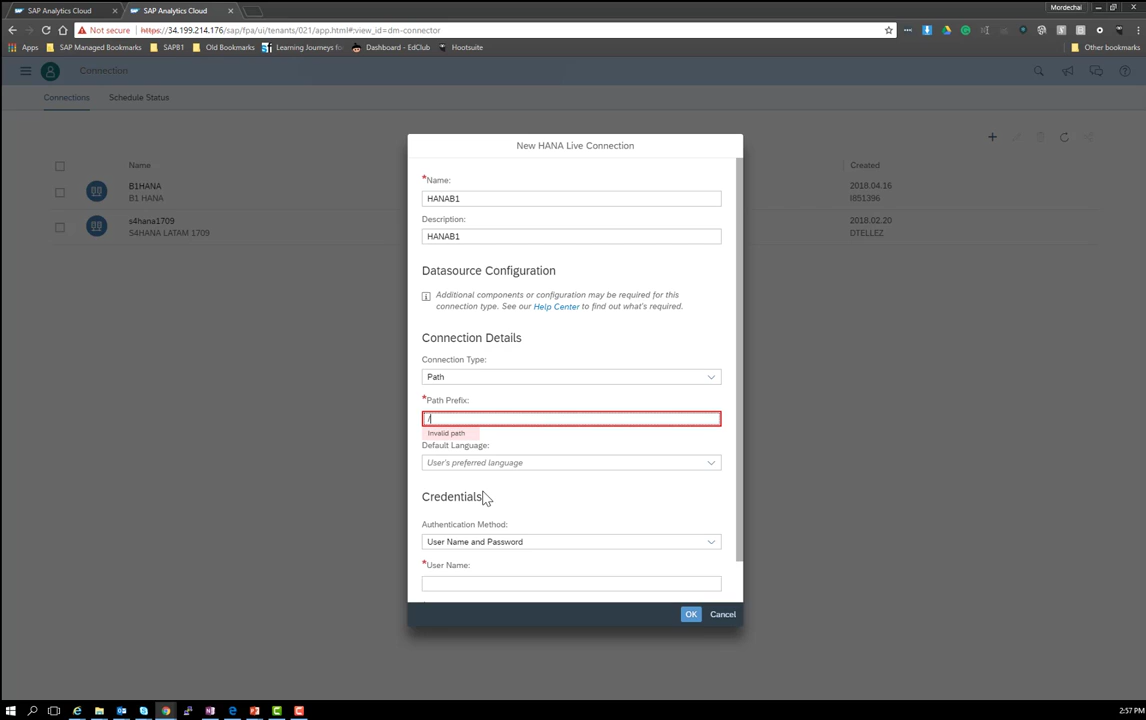 Mordechai
SAP Analytics Cloud
SAP Analytics Cloud
Not secure https://34.199.214.176/sap/fpa/ui/tenants/021/app.html#:view_id=dm-connector
Apps SAP Managed Bookmarks SAPB1 Old Bookmarks Learning Journeys for Dashboard - EdClub Hootsuite Other bookmarks
Connection
Connections Schedule Status
Name Created
B1HANA
B1 HANA
2018.04.16
I851396
s4hana1709
S4HANA LATAM 1709
2018.02.20
DTELLEZ
New HANA Live Connection
*Name:
HANAB1
Description:
HANAB1
Datasource Configuration
Additional components or configuration may be required for this
connection type. See our Help Center to find out what's required.
Connection Details
Connection Type:
Path
*Path Prefix:
/
Invalid path
Default Language:
User's preferred language
Credentials
Authentication Method:
User Name and Password
*User Name:
OK Cancel
2:57 PM